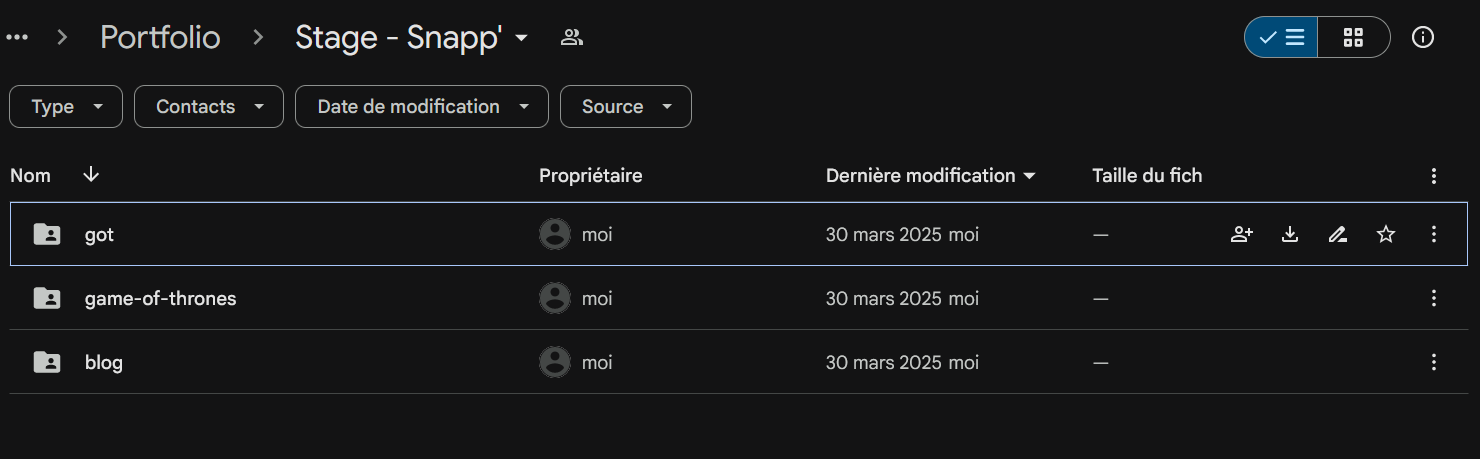 Portfolio Stage - Snapp'
Type Contacts Date de modification Source
Nom Propriétaire Dernière modification Taille du fich
got moi 30 mars 2025 moi —
game-of-thrones moi 30 mars 2025 moi —
blog moi 30 mars 2025 moi —